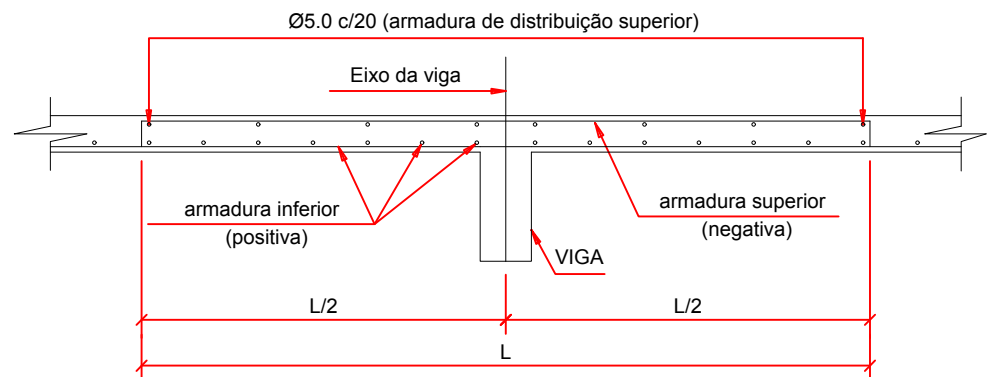 Ø5.0 c/20 (armadura de distribuição superior)
Eixo da viga
armadura inferior
(positiva)
armadura superior
(negativa)
VIGA
L/2
L/2
L